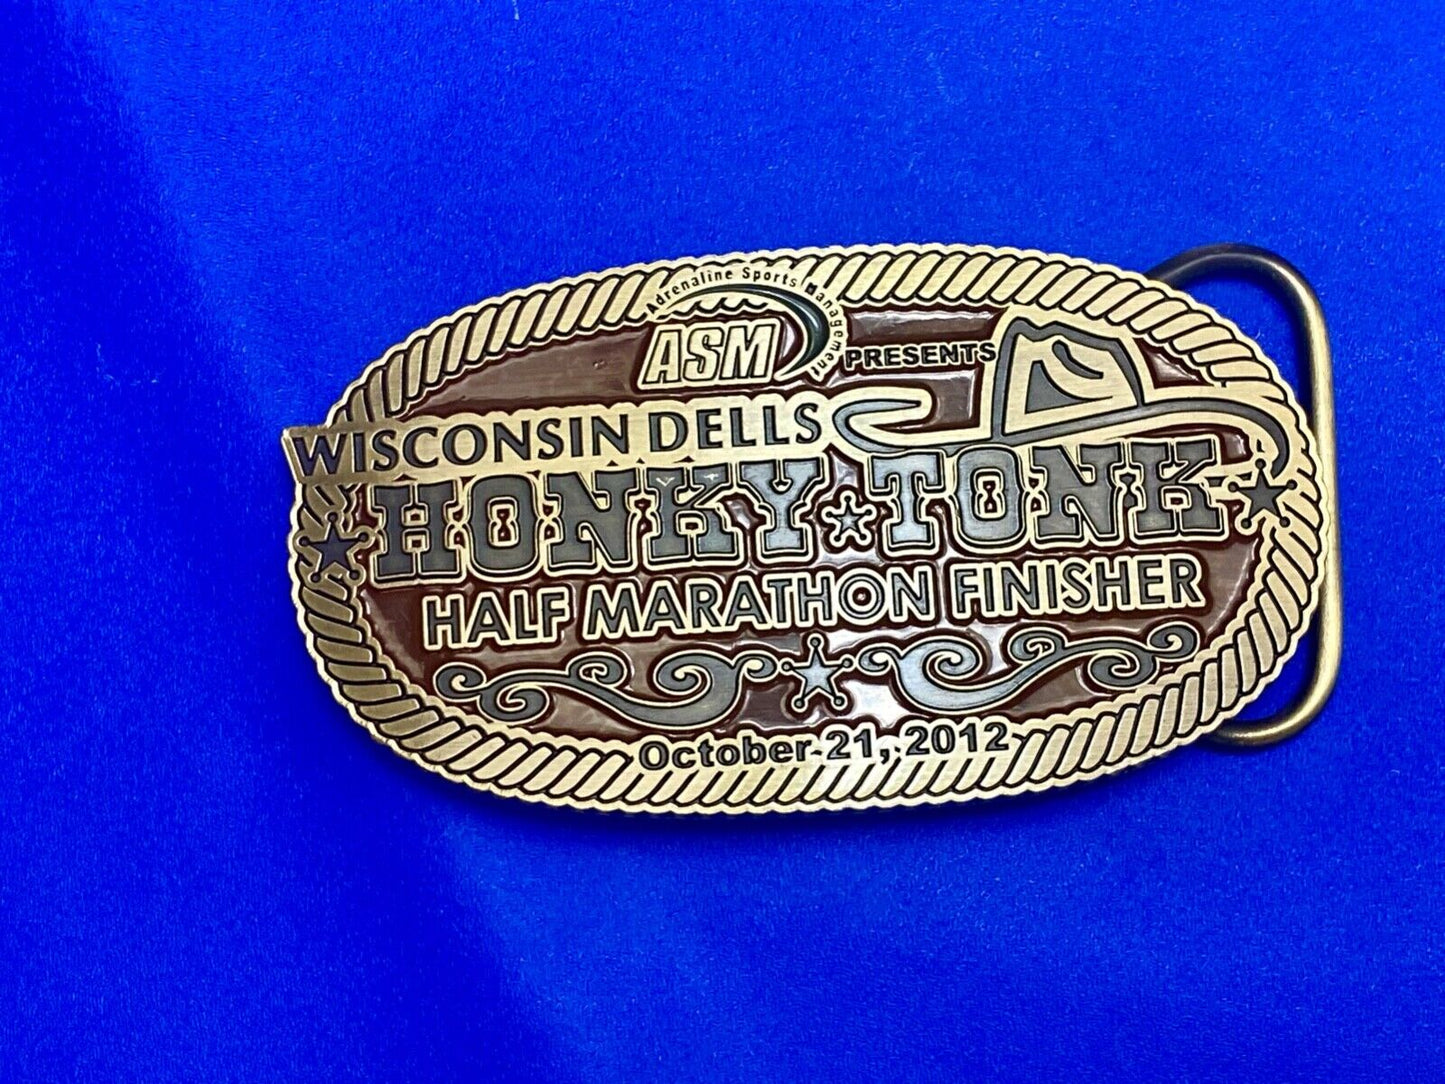 Adrenaline Sports Management
ASM
PRESENTS
WISCONSIN DELLS
HONKY TONK
HALF MARATHON FINISHER
October 21, 2012